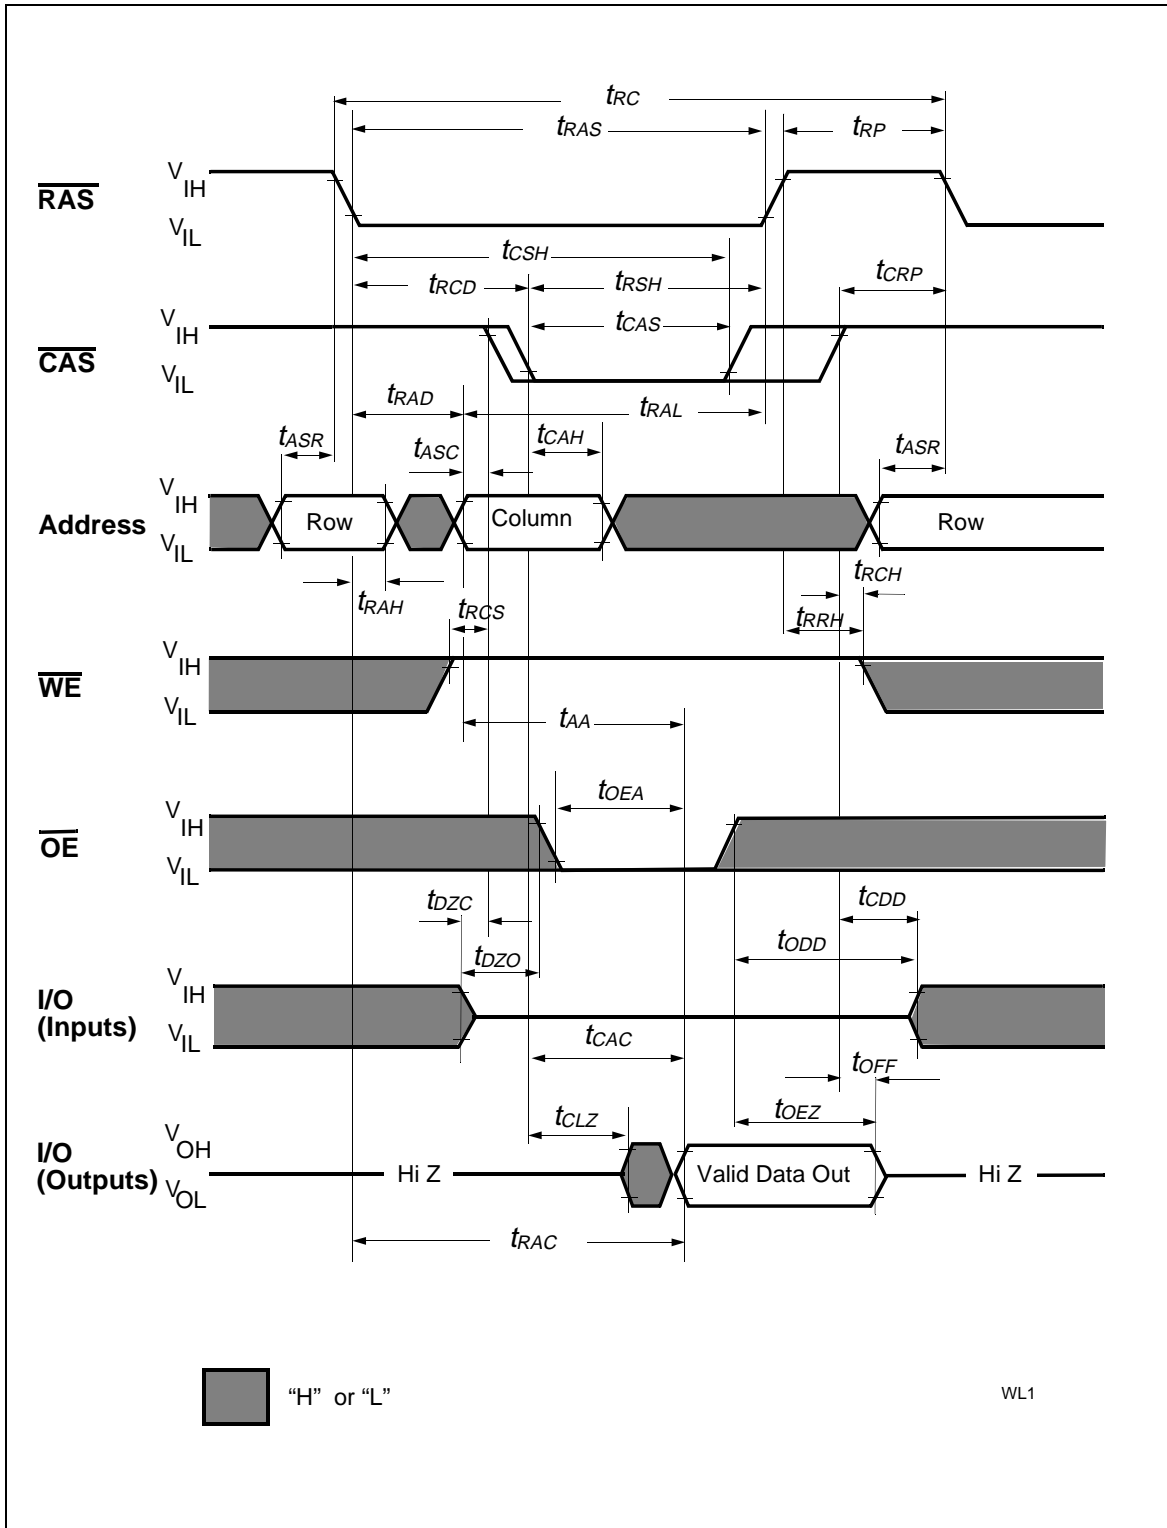 tRC
tRAS
tRP
RAS
VIH
VIL
tCSH
tRCD
tRSH
tCRP
CAS
VIH
VIL
tCAS
tRAD
tRAL
tASR
tASC
tCAH
tASR
Address
VIH
VIL
Row
Column
Row
tRAH
tRCS
tRCH
tRRH
WE
VIH
VIL
tAA
tOEA
OE
VIH
VIL
tDZC
tCDD
tDZO
tODD
I/O
(Inputs)
VIH
VIL
tCAC
tOFF
tCLZ
tOEZ
I/O
(Outputs)
VOH
VOL
Hi Z
Valid Data Out
Hi Z
tRAC
“H” or “L”
WL1